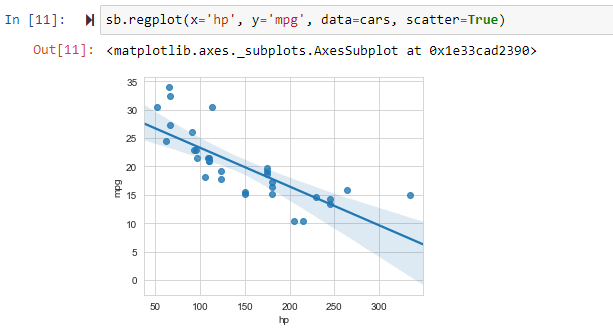 In [11]: sb.regplot(x='hp', y='mpg', data=cars, scatter=True)
Out[11]: <matplotlib.axes._subplots.AxesSubplot at 0x1e33cad2390>
35
30
25
20
15
10
5
0
mpg
50 100 150 200 250 300
hp